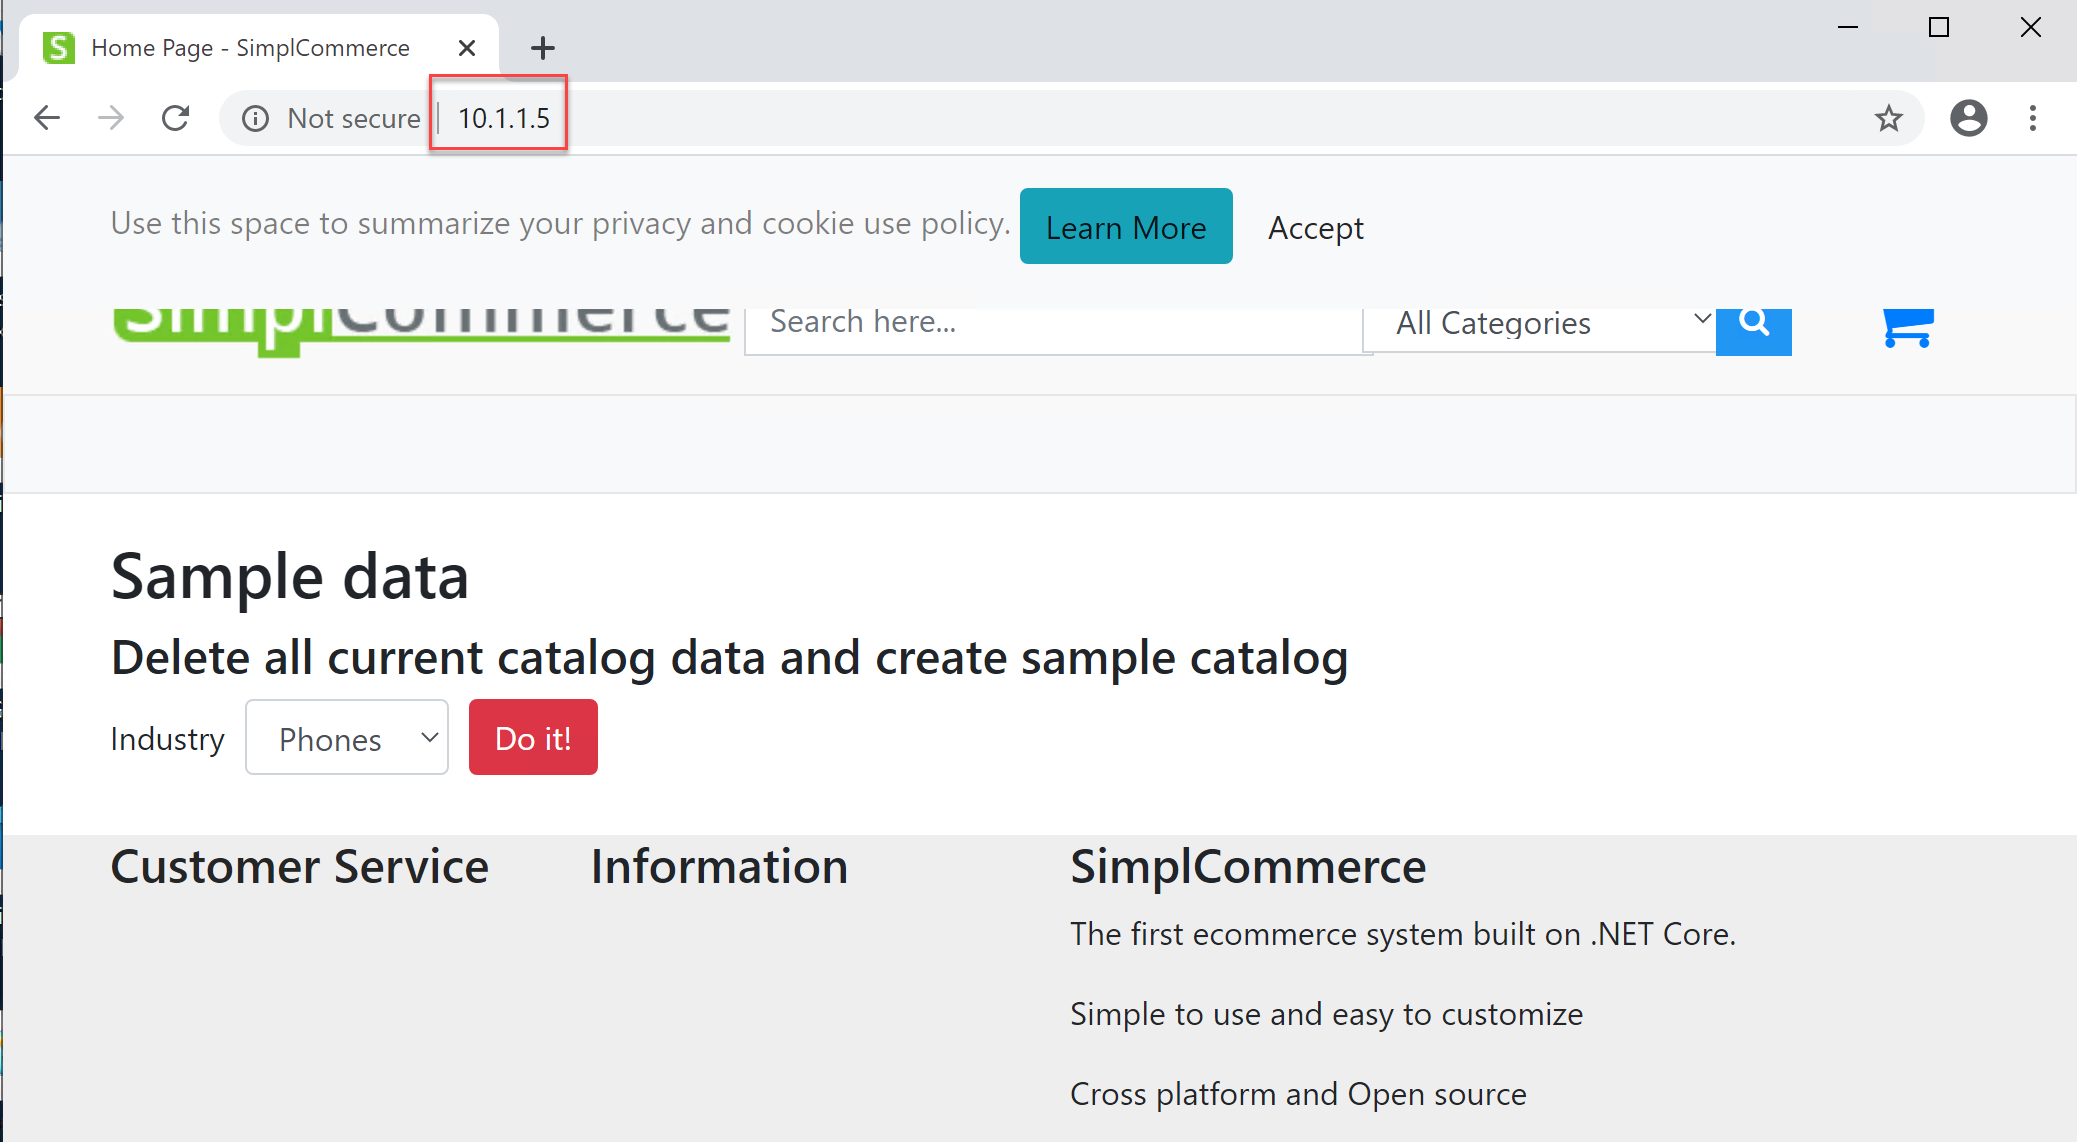 Home Page - SimplCommerce
Not secure | 10.1.1.5
Use this space to summarize your privacy and cookie use policy. Learn More Accept
simplCommerce Search here... All Categories
Sample data
Delete all current catalog data and create sample catalog
Industry Phones Do it!
Customer Service Information SimplCommerce
The first ecommerce system built on .NET Core.
Simple to use and easy to customize
Cross platform and Open source